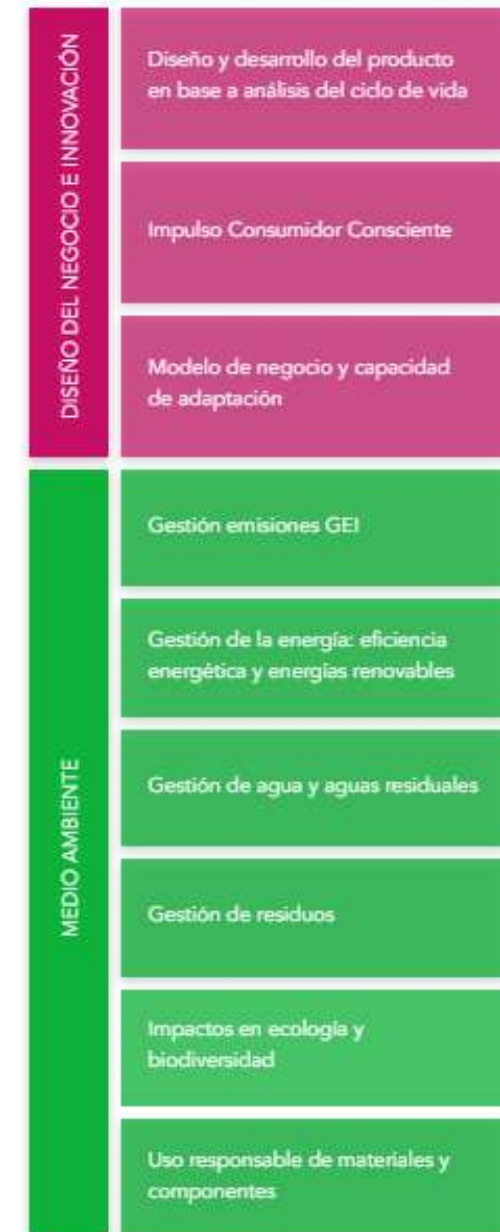 DISEÑO DEL NEGOCIO E INNOVACIÓN
Diseño y desarrollo del producto
en base a análisis del ciclo de vida
Impulso Consumidor Consciente
Modelo de negocio y capacidad
de adaptación
MEDIO AMBIENTE
Gestión emisiones GEI
Gestión de la energía: eficiencia
energética y energías renovables
Gestión de agua y aguas residuales
Gestión de residuos
Impactos en ecología y
biodiversidad
Uso responsable de materiales y
componentes